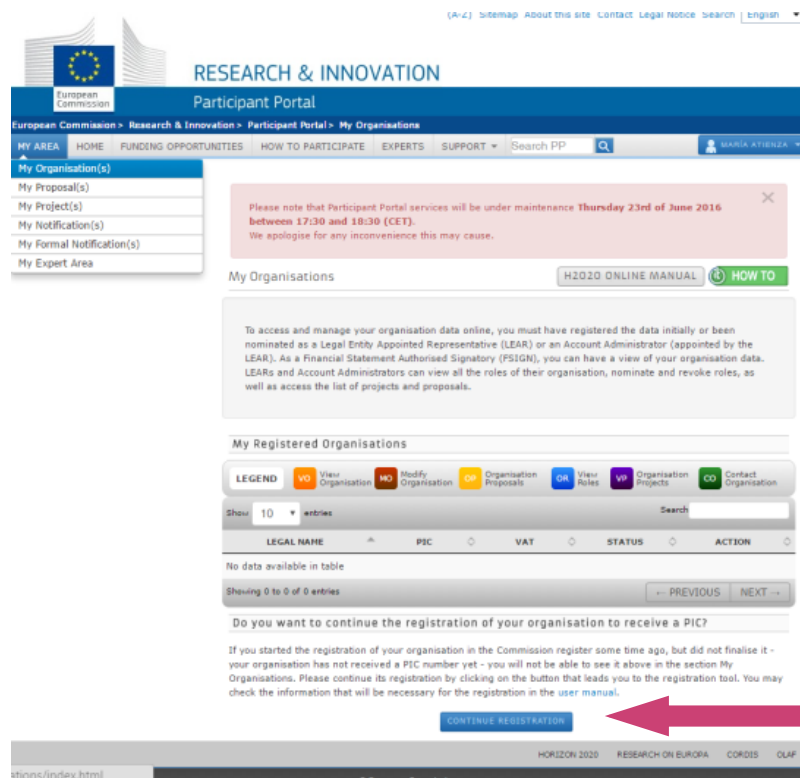 (A-Z) Sitemap About this site Contact Legal Notice Search English
European
Commission
RESEARCH & INNOVATION
Participant Portal
European Commission > Research & Innovation > Participant Portal > My Organisations
MY AREA HOME FUNDING OPPORTUNITIES HOW TO PARTICIPATE EXPERTS SUPPORT Search PP MARÍA ATIENZA
My Organisation(s)
My Proposal(s)
My Project(s)
My Notification(s)
My Formal Notification(s)
My Expert Area
Please note that Participant Portal services will be under maintenance Thursday 23rd of June 2016
between 17:30 and 18:30 (CET).
We apologise for any inconvenience this may cause.
My Organisations
H2020 ONLINE MANUAL HOW TO
To access and manage your organisation data online, you must have registered the data initially or been
nominated as a Legal Entity Appointed Representative (LEAR) or an Account Administrator (appointed by the
LEAR). As a Financial Statement Authorised Signatory (FSIGN), you can have a view of your organisation data.
LEARs and Account Administrators can view all the roles of their organisation, nominate and revoke roles, as
well as access the list of projects and proposals.
My Registered Organisations
LEGEND VO View Organisation MO Modify Organisation OP Organisation Proposals OR View Roles VP Organisation Projects CO Contact Organisation
Show 10 entries Search
LEGAL NAME PIC VAT STATUS ACTION
No data available in table
Showing 0 to 0 of 0 entries ← PREVIOUS NEXT →
Do you want to continue the registration of your organisation to receive a PIC?
If you started the registration of your organisation in the Commission register some time ago, but did not finalise it -
your organisation has not received a PIC number yet - you will not be able to see it above in the section My
Organisations. Please continue its registration by clicking on the button that leads you to the registration tool. You may
check the information that will be necessary for the registration in the user manual.
CONTINUE REGISTRATION
HORIZON 2020 RESEARCH ON EUROPA CORDIS OLAF
ations/index.html